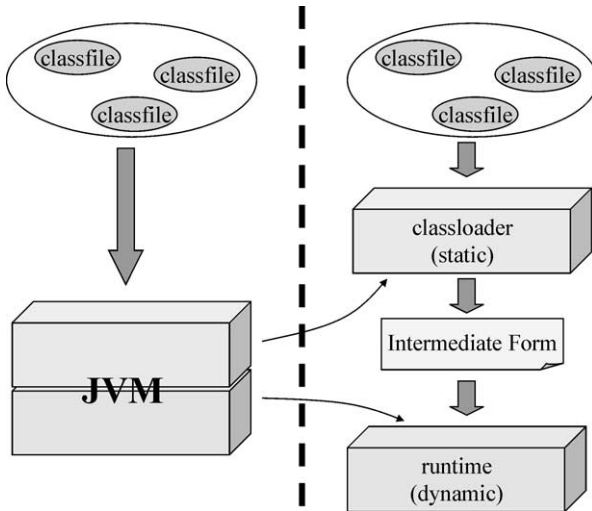 classfile
classfile
classfile
JVM
classfile
classfile
classfile
classloader
(static)
Intermediate Form
runtime
(dynamic)